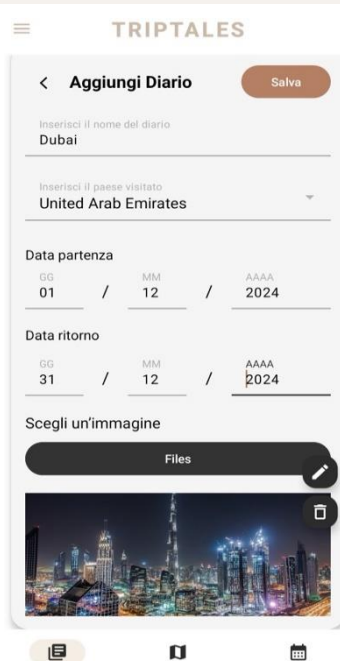 TRIPTALES
Aggiungi Diario
Salva
Inserisci il nome del diario
Dubai
Inserisci il paese visitato
United Arab Emirates
Data partenza
GG MM AAAA
01 / 12 / 2024
Data ritorno
GG MM AAAA
31 / 12 / 2024
Scegli un'immagine
Files